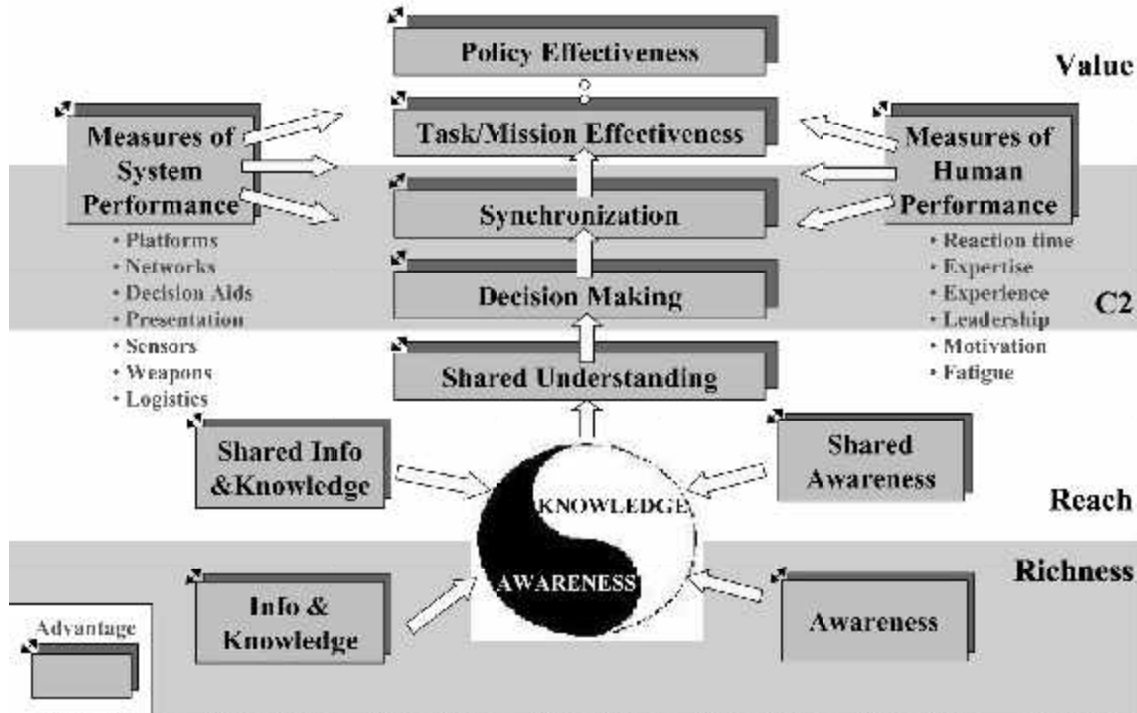 Policy Effectiveness
Value
Measures of
System
Performance
Task/Mission Effectiveness
Measures of
Human
Performance
Synchronization
• Platforms
• Networks
• Decision Aids
• Presentation
• Sensors
• Weapons
• Logistics
• Reaction time
• Expertise
• Experience
• Leadership
• Motivation
• Fatigue
Decision Making
C2
Shared Understanding
Shared Info
&Knowledge
Shared
Awareness
KNOWLEDGE
Reach
Richness
AWARENESS
Info &
Knowledge
Awareness
Advantage